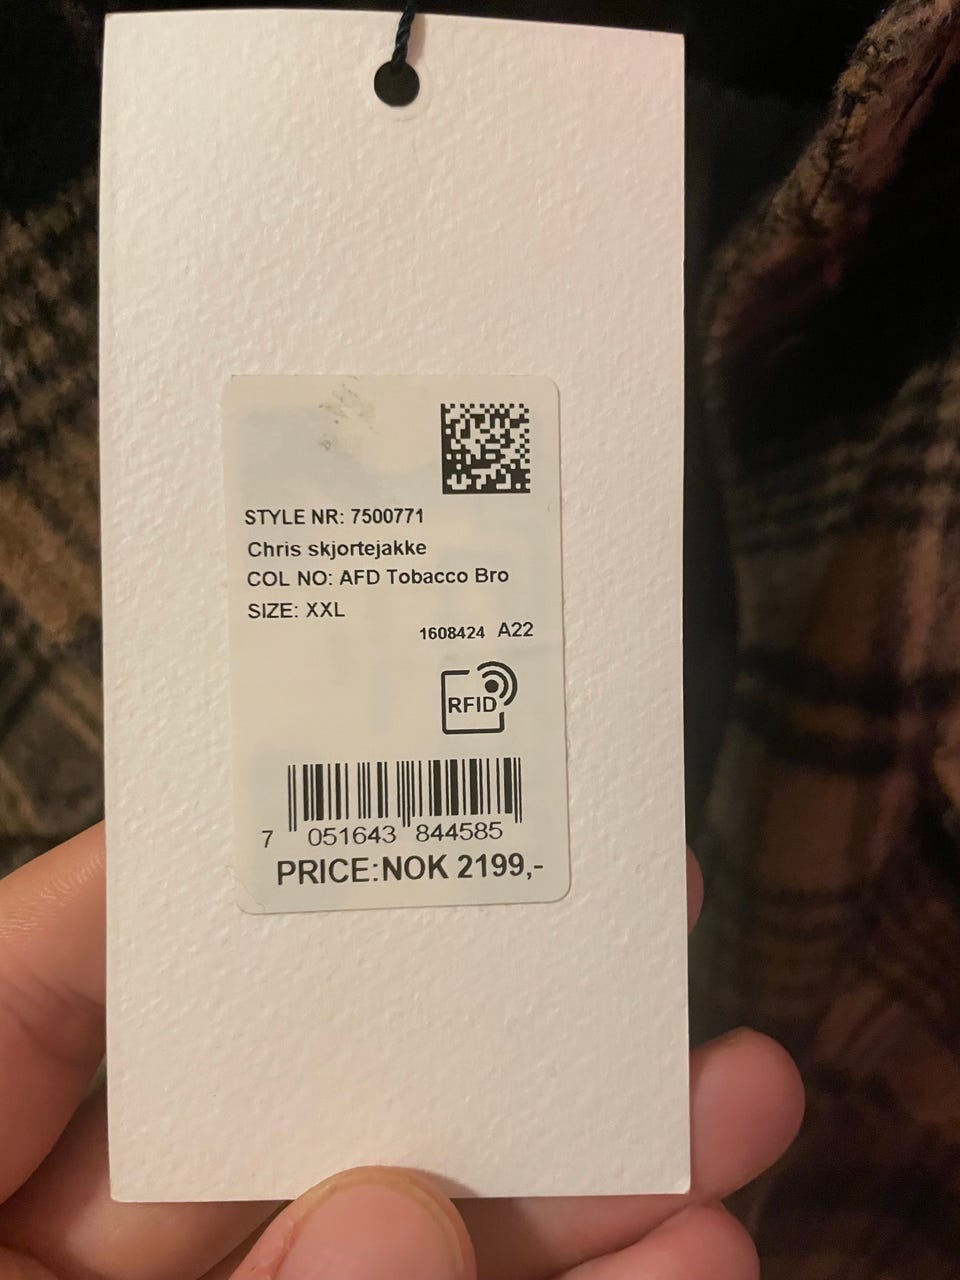 STYLE NR: 7500771
Chris skjortejakke
COL NO: AFD Tobacco Bro
SIZE: XXL
1608424 A22
RFID
7 051643 844585
PRICE:NOK 2199,-